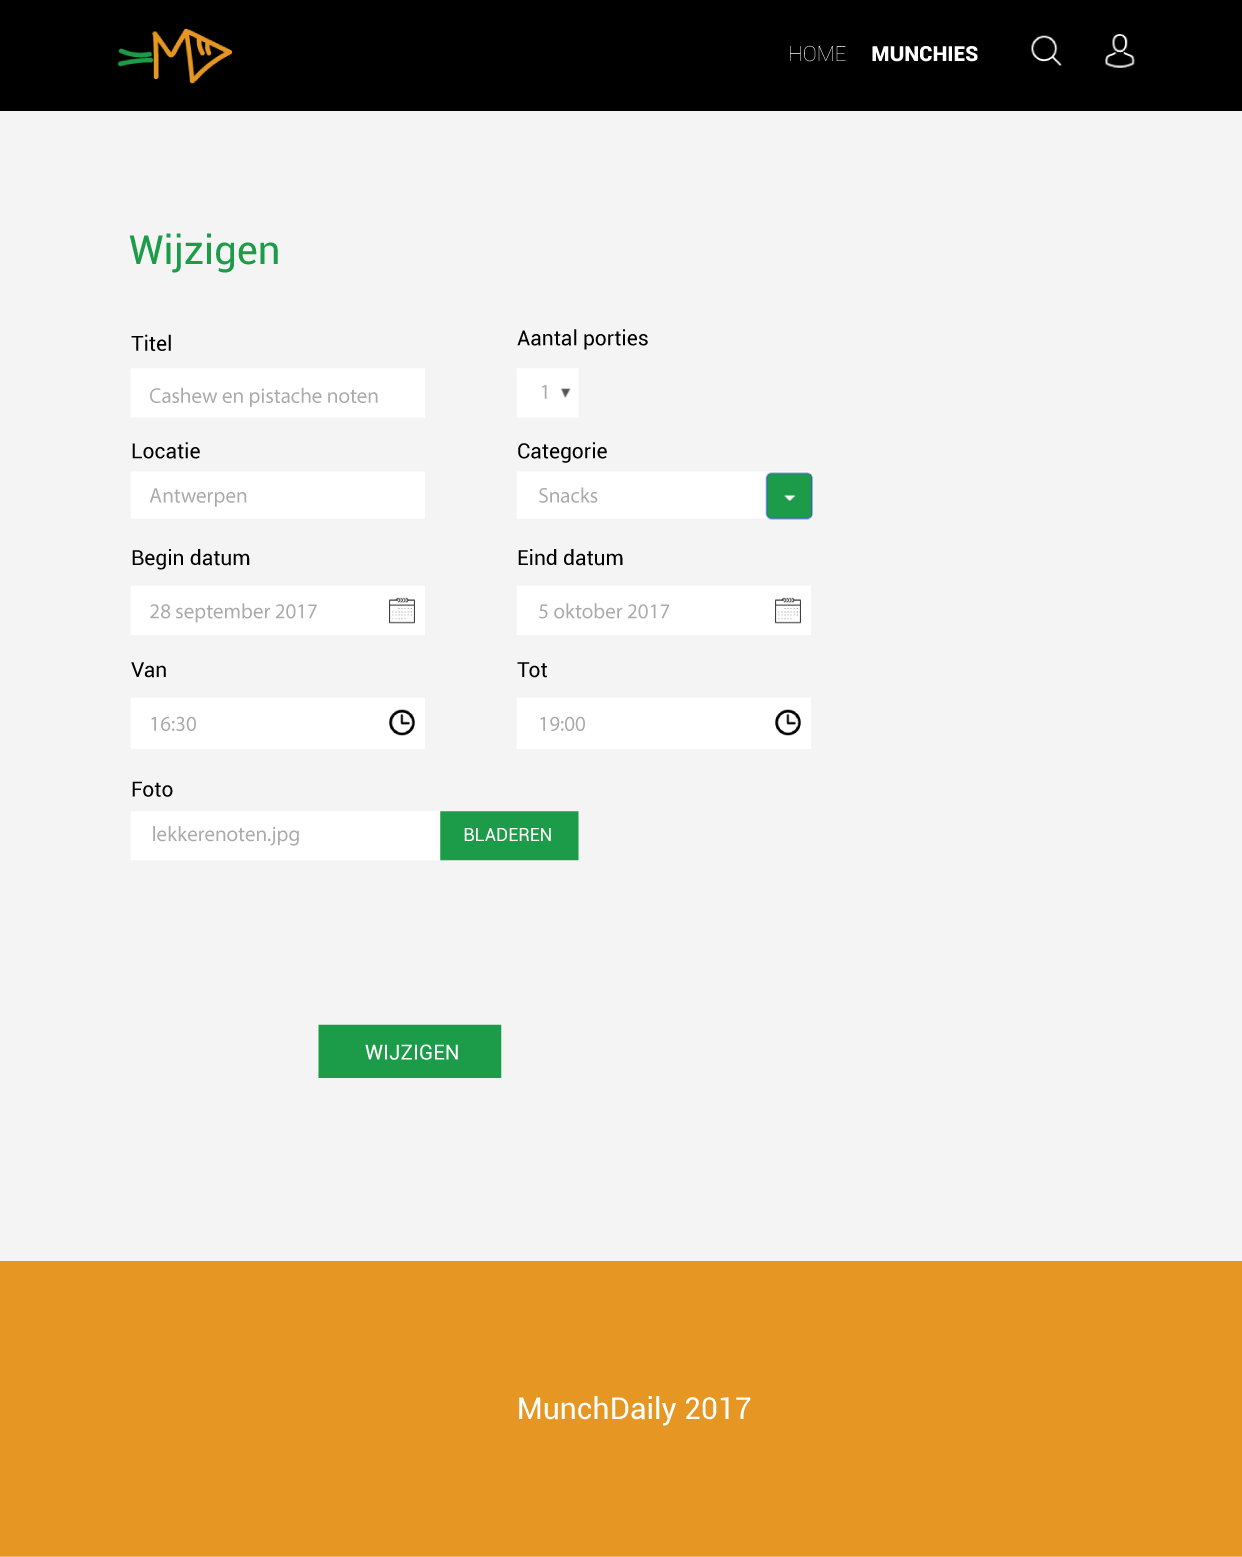 HOME MUNCHIES
Wijzigen
Titel
Aantal porties
Cashew en pistache noten
1
Locatie
Categorie
Antwerpen
Snacks
Begin datum
Eind datum
28 september 2017
5 oktober 2017
Van
Tot
16:30
19:00
Foto
lekkerenoten.jpg
BLADEREN
WIJZIGEN
MunchDaily 2017